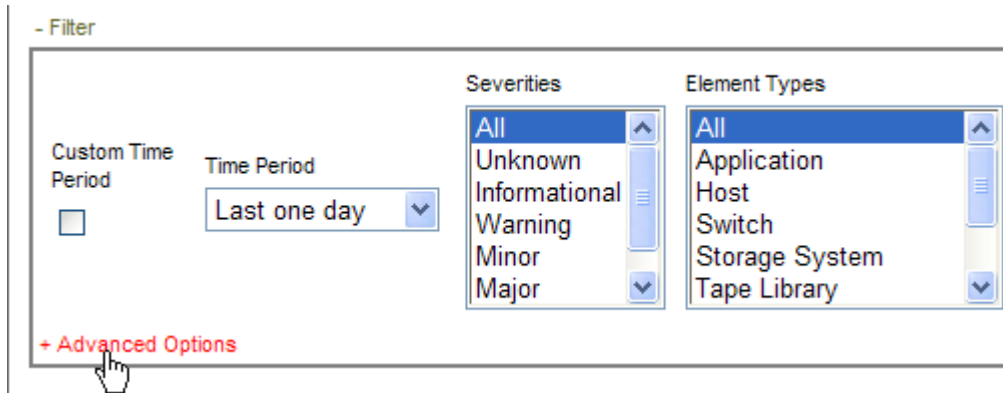 - Filter
Severities
Element Types
Custom Time
Period
Time Period
Last one day
All
Unknown
Informational
Warning
Minor
Major
All
Application
Host
Switch
Storage System
Tape Library
+ Advanced Options